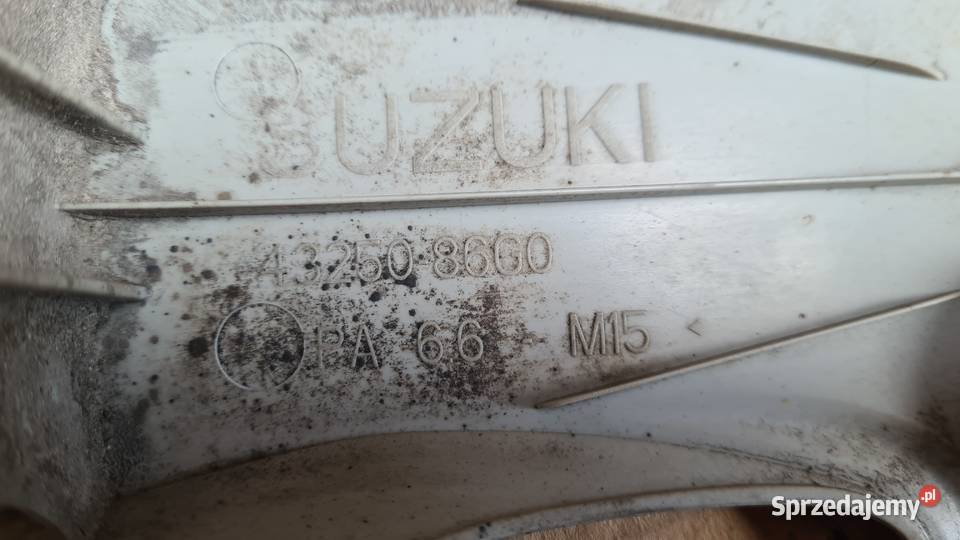 SUZUKI
43250-86G0
PA 66 M15 <
Sprzedajemy.pl